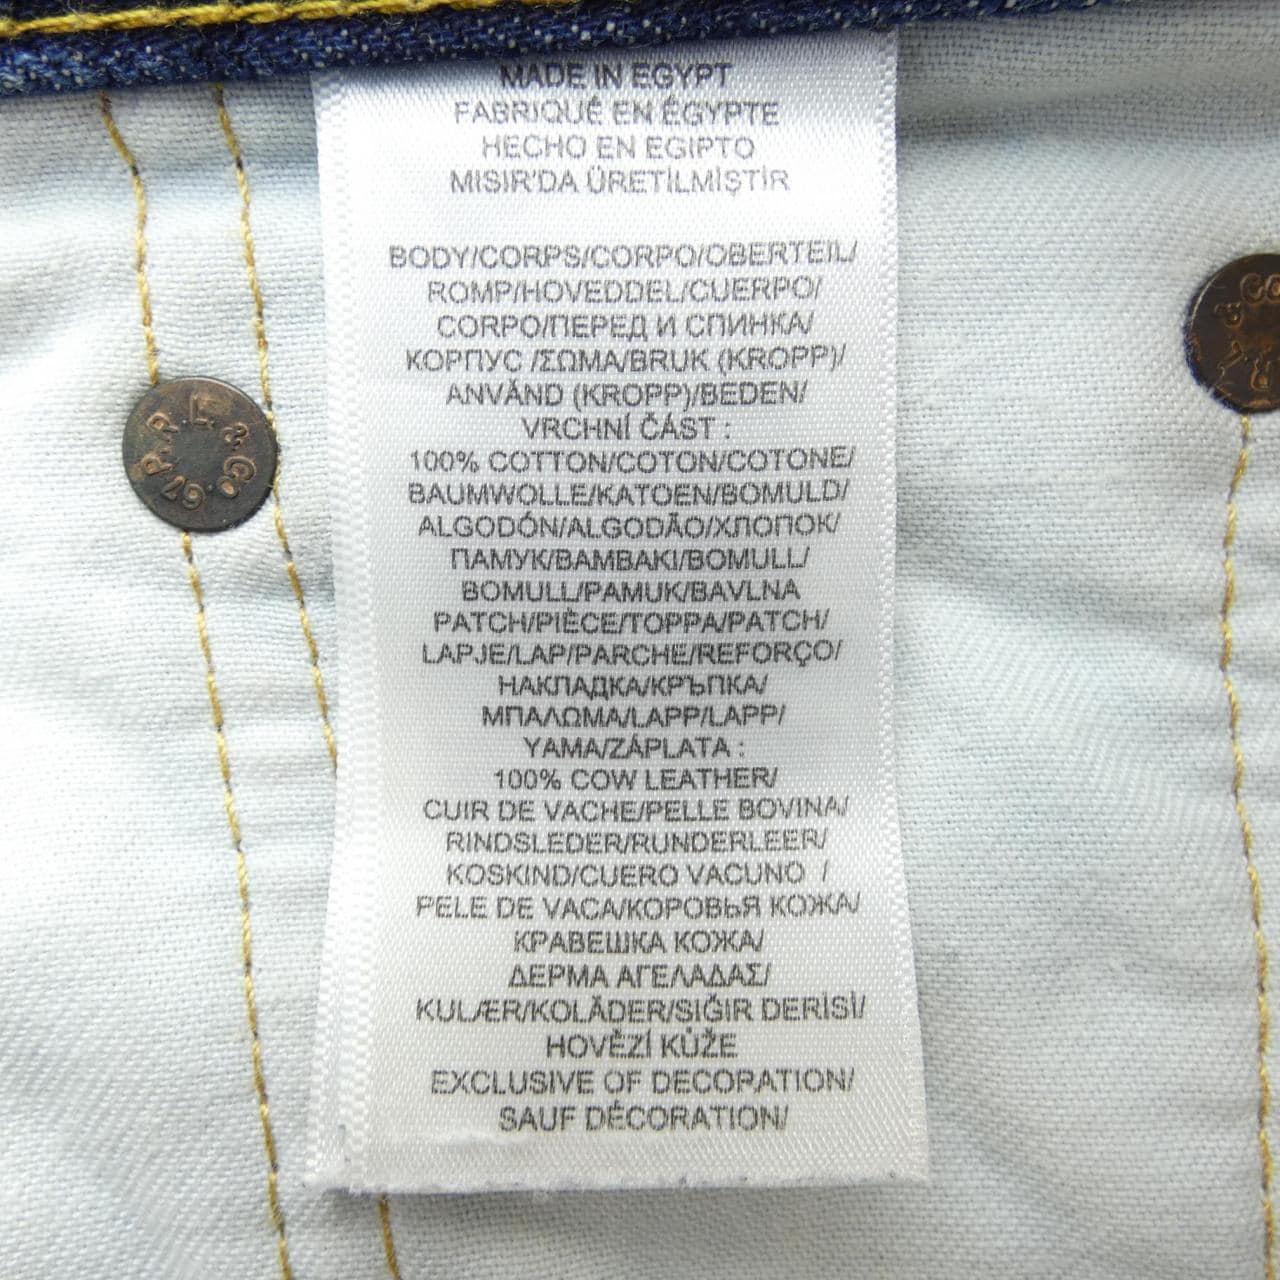 MADE IN EGYPT
FABRIQUÉ EN ÉGYPTE
HECHO EN EGIPTO
MISIR'DA ÜRETİLMİŞTİR
BODY/CORPS/CORPO/OBERTEIL/
ROMP/HOVEDDEL/CUERPO/
CORPO/ПЕРЕД И СПИНКА/
КОРПУС /ΣΩΜΑ/BRUK (KROPP)/
ANVÄND (KROPP)/BEDEN/
VRCHNÍ ČÁST :
100% COTTON/COTON/COTONE/
BAUMWOLLE/KATOEN/BOMULD/
ALGODÓN/ALGODÃO/ХЛОПОК/
ПАМУК/ΒΑΜΒΑΚΙ/BOMULL/
BOMULL/PAMUK/BAVLNA
PATCH/PIÈCE/TOPPA/PATCH/
LAPJE/LAP/PARCHE/REFORÇO/
НАКЛАДКА/КРЪПКА/
ΜΠΑΛΩΜΑ/LAPP/LAPP/
YAMA/ZÁPLATA :
100% COW LEATHER/
CUIR DE VACHE/PELLE BOVINA/
RINDSLEDER/RUNDERLEER/
KOSKIND/CUERO VACUNO /
PELE DE VACA/КОРОВЬЯ КОЖА/
КРАВЕШКА КОЖА/
ΔΕΡΜΑ ΑΓΕΛΑΔΑΣ/
KULÆR/KOLÄDER/SIĞIR DERİSİ/
HOVĚZÍ KŮŽE
EXCLUSIVE OF DECORATION/
SAUF DÉCORATION/
P.R.L. & CO. 67